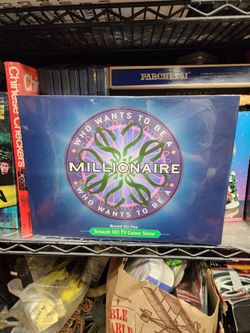 PARCHEESI
Chinese Checkers
WHO WANTS TO BE A
MILLIONAIRE
WHO WANTS TO BE A
Based On The
Smash Hit TV Game Show